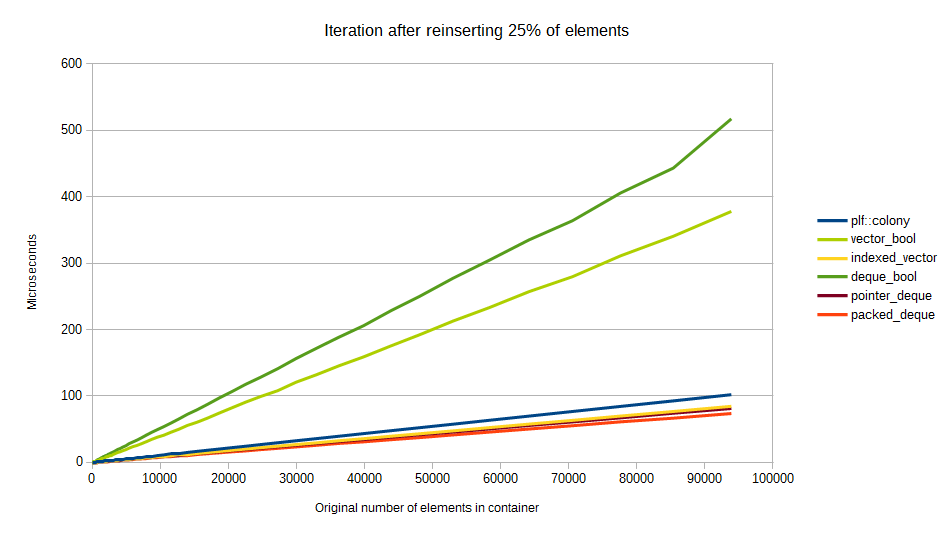 Iteration after reinserting 25% of elements
600
500
400
300
200
100
0
Microseconds
0 10000 20000 30000 40000 50000 60000 70000 80000 90000 100000
Original number of elements in container
plf::colony
vector_bool
indexed_vector
deque_bool
pointer_deque
packed_deque